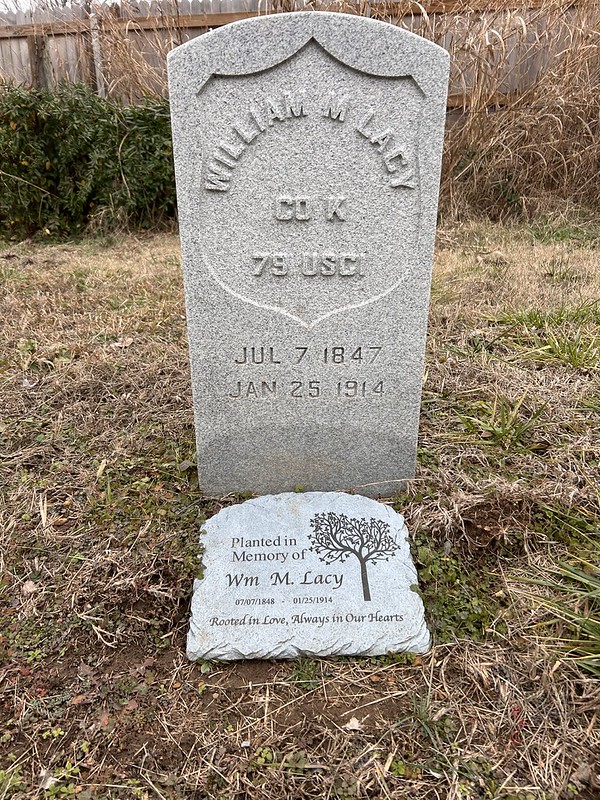 WILLIAM M LACY
CO K
79 USCI
JUL 7 1847
JAN 25 1914
Planted in
Memory of
Wm M. Lacy
07/07/1848 - 01/25/1914
Rooted in Love, Always in Our Hearts